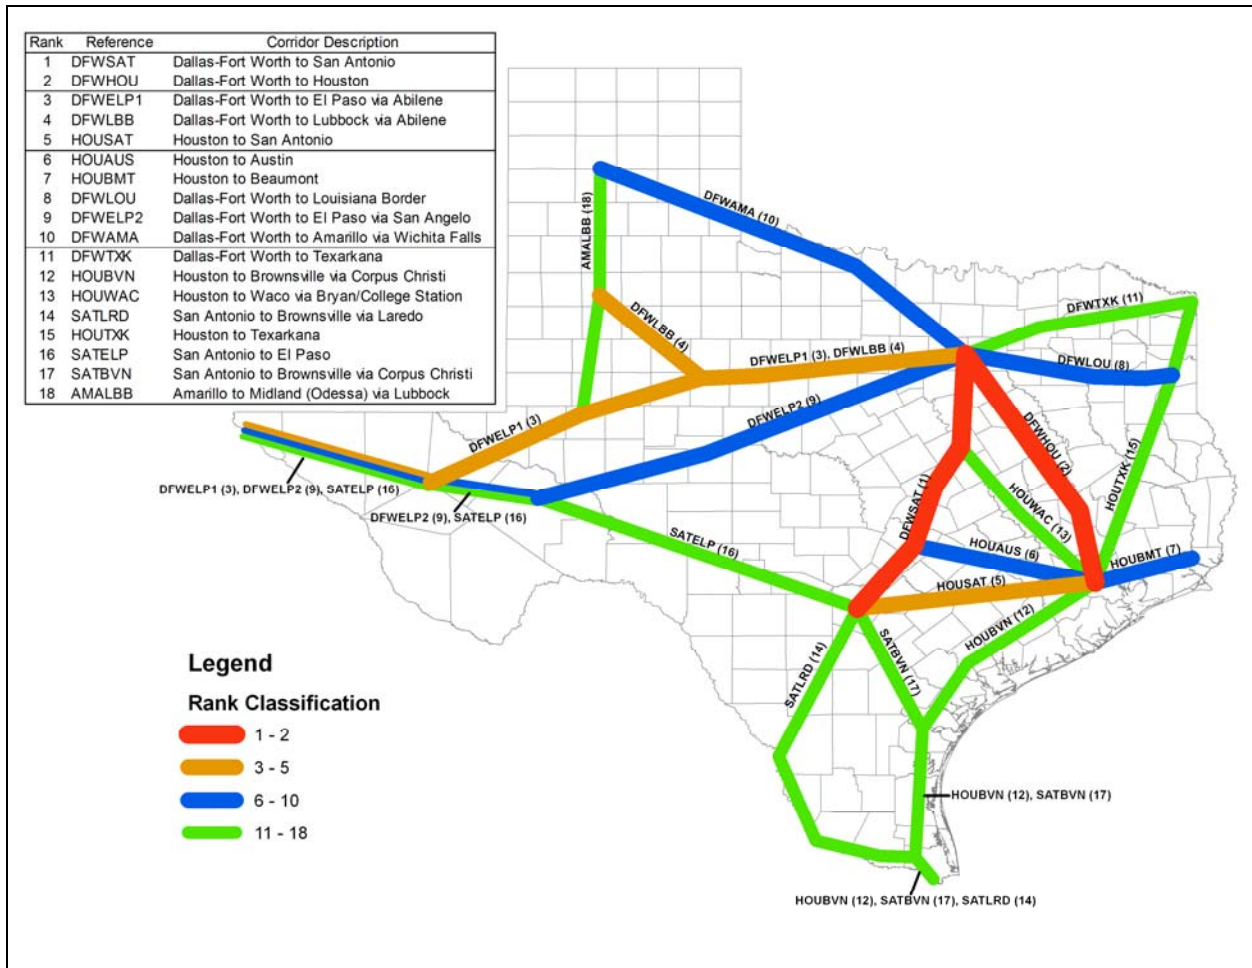 Rank Reference Corridor Description
1 DFWSAT Dallas-Fort Worth to San Antonio
2 DFWHOU Dallas-Fort Worth to Houston
3 DFWELP1 Dallas-Fort Worth to El Paso via Abilene
4 DFWLBB Dallas-Fort Worth to Lubbock via Abilene
5 HOUSAT Houston to San Antonio
6 HOUAUS Houston to Austin
7 HOUBMT Houston to Beaumont
8 DFWLOU Dallas-Fort Worth to Louisiana Border
9 DFWELP2 Dallas-Fort Worth to El Paso via San Angelo
10 DFWAMA Dallas-Fort Worth to Amarillo via Wichita Falls
11 DFWTXK Dallas-Fort Worth to Texarkana
12 HOUBVN Houston to Brownsville via Corpus Christi
13 HOUWAC Houston to Waco via Bryan/College Station
14 SATLRD San Antonio to Brownsville via Laredo
15 HOUTXK Houston to Texarkana
16 SATELP San Antonio to El Paso
17 SATBVN San Antonio to Brownsville via Corpus Christi
18 AMALBB Amarillo to Midland (Odessa) via Lubbock
DFWAMA (10)
AMALBB (18)
DFWTXK (11)
DFWLBB (4)
DFWELP1 (3), DFWLBB (4)
DFWLOU (8)
DFWELP2 (9)
DFWELP1 (3)
DFWHOU (2)
HOUTXK (15)
DFWELP1 (3), DFWELP2 (9), SATELP (16)
DFWELP2 (9), SATELP (16)
DFWSAT (1)
HOUWAC (13)
SATELP (16)
HOUAUS (6)
HOUBMT (7)
HOUSAT (5)
HOUBVN (12)
SATLRD (14)
SATBVN (17)
Legend
Rank Classification
1 - 2
3 - 5
6 - 10
11 - 18
HOUBVN (12), SATBVN (17)
HOUBVN (12), SATBVN (17), SATLRD (14)